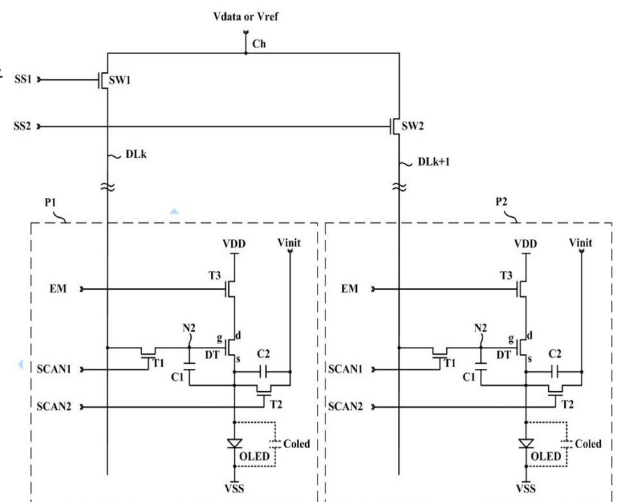 Vdata or Vref
Ch
SS1
SW1
SS2
SW2
DLk
DLk+1
P1
P2
VDD
Vinit
VDD
Vinit
T3
T3
EM
EM
N2
g
d
N2
g
d
DT
s
C2
DT
s
C2
SCAN1
T1
C1
SCAN1
T1
C1
SCAN2
T2
SCAN2
T2
OLED
Coled
OLED
Coled
VSS
VSS